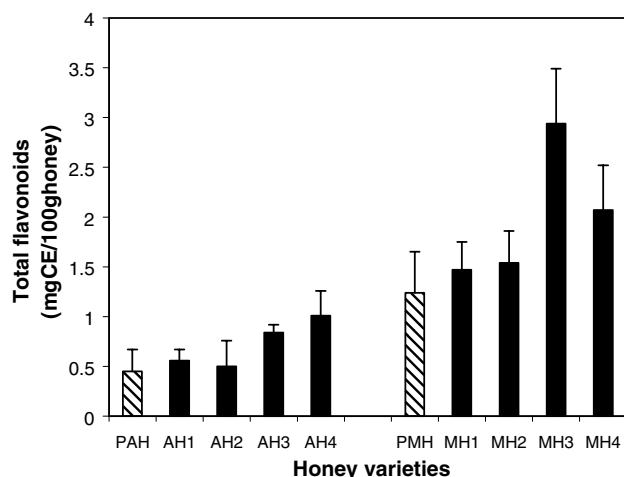 Total flavonoids
(mgCE/100ghoney)
4
3.5
3
2.5
2
1.5
1
0.5
0
PAH AH1 AH2 AH3 AH4 PMH MH1 MH2 MH3 MH4
Honey varieties